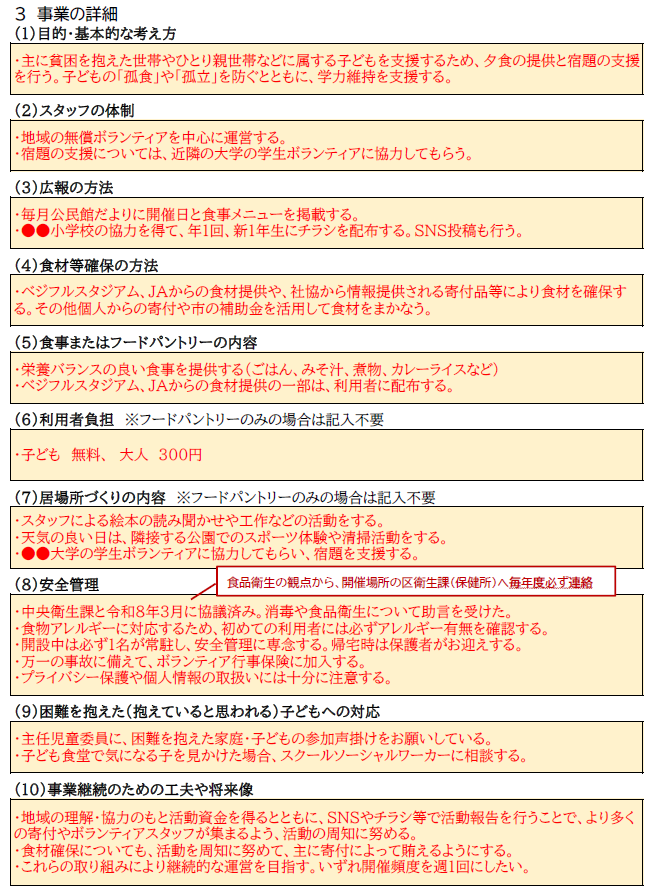 ３　事業の詳細
（１）目的・基本的な考え方
・主に貧困を抱えた世帯やひとり親世帯などに属する子どもを支援するため、夕食の提供と宿題の支援
を行う。子どもの「孤食」や「孤立」を防ぐとともに、学力維持を支援する。
（２）スタッフの体制
・地域の無償ボランティアを中心に運営する。
・宿題の支援については、近隣の大学の学生ボランティアに協力してもらう。
（３）広報の方法
・毎月公民館だよりに開催日と食事メニューを掲載する。
・●●小学校の協力を得て、年1回、新1年生にチラシを配布する。SNS投稿も行う。
（４）食材等確保の方法
・ベジフルスタジアム、JAからの食材提供や、社協から情報提供される寄付品等により食材を確保す
る。その他個人からの寄付や市の補助金を活用して食材をまかなう。
（５）食事またはフードパントリーの内容
・栄養バランスの良い食事を提供する（ごはん、みそ汁、煮物、カレーライスなど）
・ベジフルスタジアム、JAからの食材提供の一部は、利用者に配布する。
（６）利用者負担　※フードパントリーのみの場合は記入不要
・子ども　無料、　大人　３００円
（７）居場所づくりの内容　※フードパントリーのみの場合は記入不要
・スタッフによる絵本の読み聞かせや工作などの活動をする。
・天気の良い日は、隣接する公園でのスポーツ体験や清掃活動をする。
・●●大学の学生ボランティアに協力してもらい、宿題を支援する。
（８）安全管理
食品衛生の観点から、開催場所の区衛生課（保健所）へ毎年度必ず連絡
・中央衛生課と令和８年３月に協議済み。消毒や食品衛生について助言を受けた。
・食物アレルギーに対応するため、初めての利用者には必ずアレルギー有無を確認する。
・開設中は必ず１名が常駐し、安全管理に専念する。帰宅時は保護者がお迎えする。
・万一の事故に備えて、ボランティア行事保険に加入する。
・プライバシー保護や個人情報の取扱いには十分に注意する。
（９）困難を抱えた（抱えていると思われる）子どもへの対応
・主任児童委員に、困難を抱えた家庭・子どもの参加声掛けをお願いしている。
・子ども食堂で気になる子を見かけた場合、スクールソーシャルワーカーに相談する。
（１０）事業継続のための工夫や将来像
・地域の理解・協力のもと活動資金を得るとともに、SNSやチラシ等で活動報告を行うことで、より多く
の寄付やボランティアスタッフが集まるよう、活動の周知に努める。
・食材確保についても、活動を周知に努めて、主に寄付によって賄えるようにする。
・これらの取り組みにより継続的な運営を目指す。いずれ開催頻度を週１回にしたい。